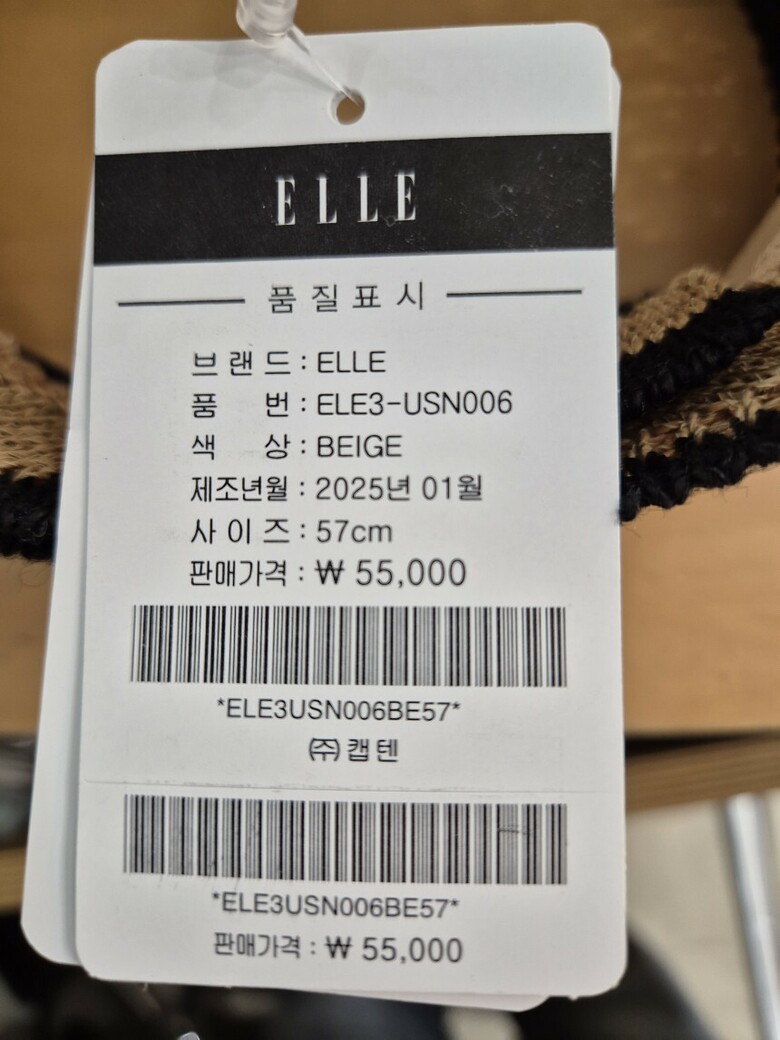 ELLE
품질표시
브랜드 : ELLE
품 번 : ELE3-USN006
색 상 : BEIGE
제조년월 : 2025년 01월
사이즈 : 57cm
판매가격 : ₩ 55,000
*ELE3USN006BE57*
㈜캡텐
*ELE3USN006BE57*
판매가격 : ₩ 55,000